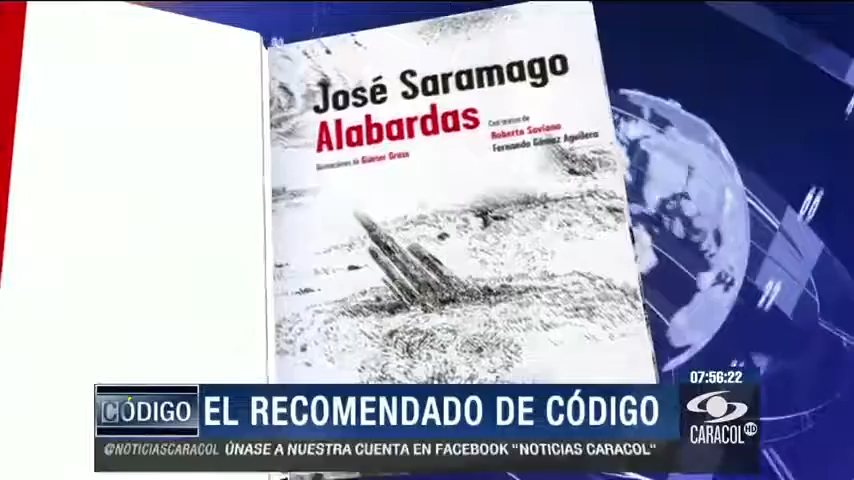 José Saramago
Alabardas
Con textos de
Roberto Saviano
Fernando Gómez Aguilera
Ilustraciones de Günter Grass
07:56:22
CÓDIGO
EL RECOMENDADO DE CÓDIGO
CARACOL HD
@NOTICIASCARACOL ÚNASE A NUESTRA CUENTA EN FACEBOOK "NOTICIAS CARACOL"